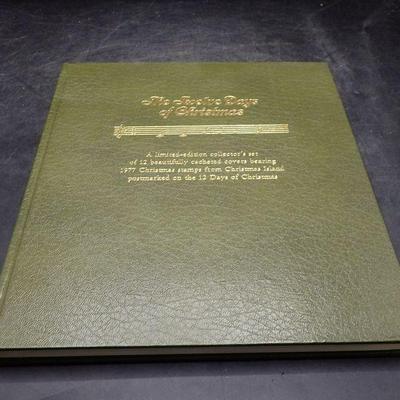 The Twelve Days
of Christmas
A limited-edition collector's set
of 12 beautifully cacheted covers bearing
1977 Christmas stamps from Christmas Island
postmarked on the 12 Days of Christmas